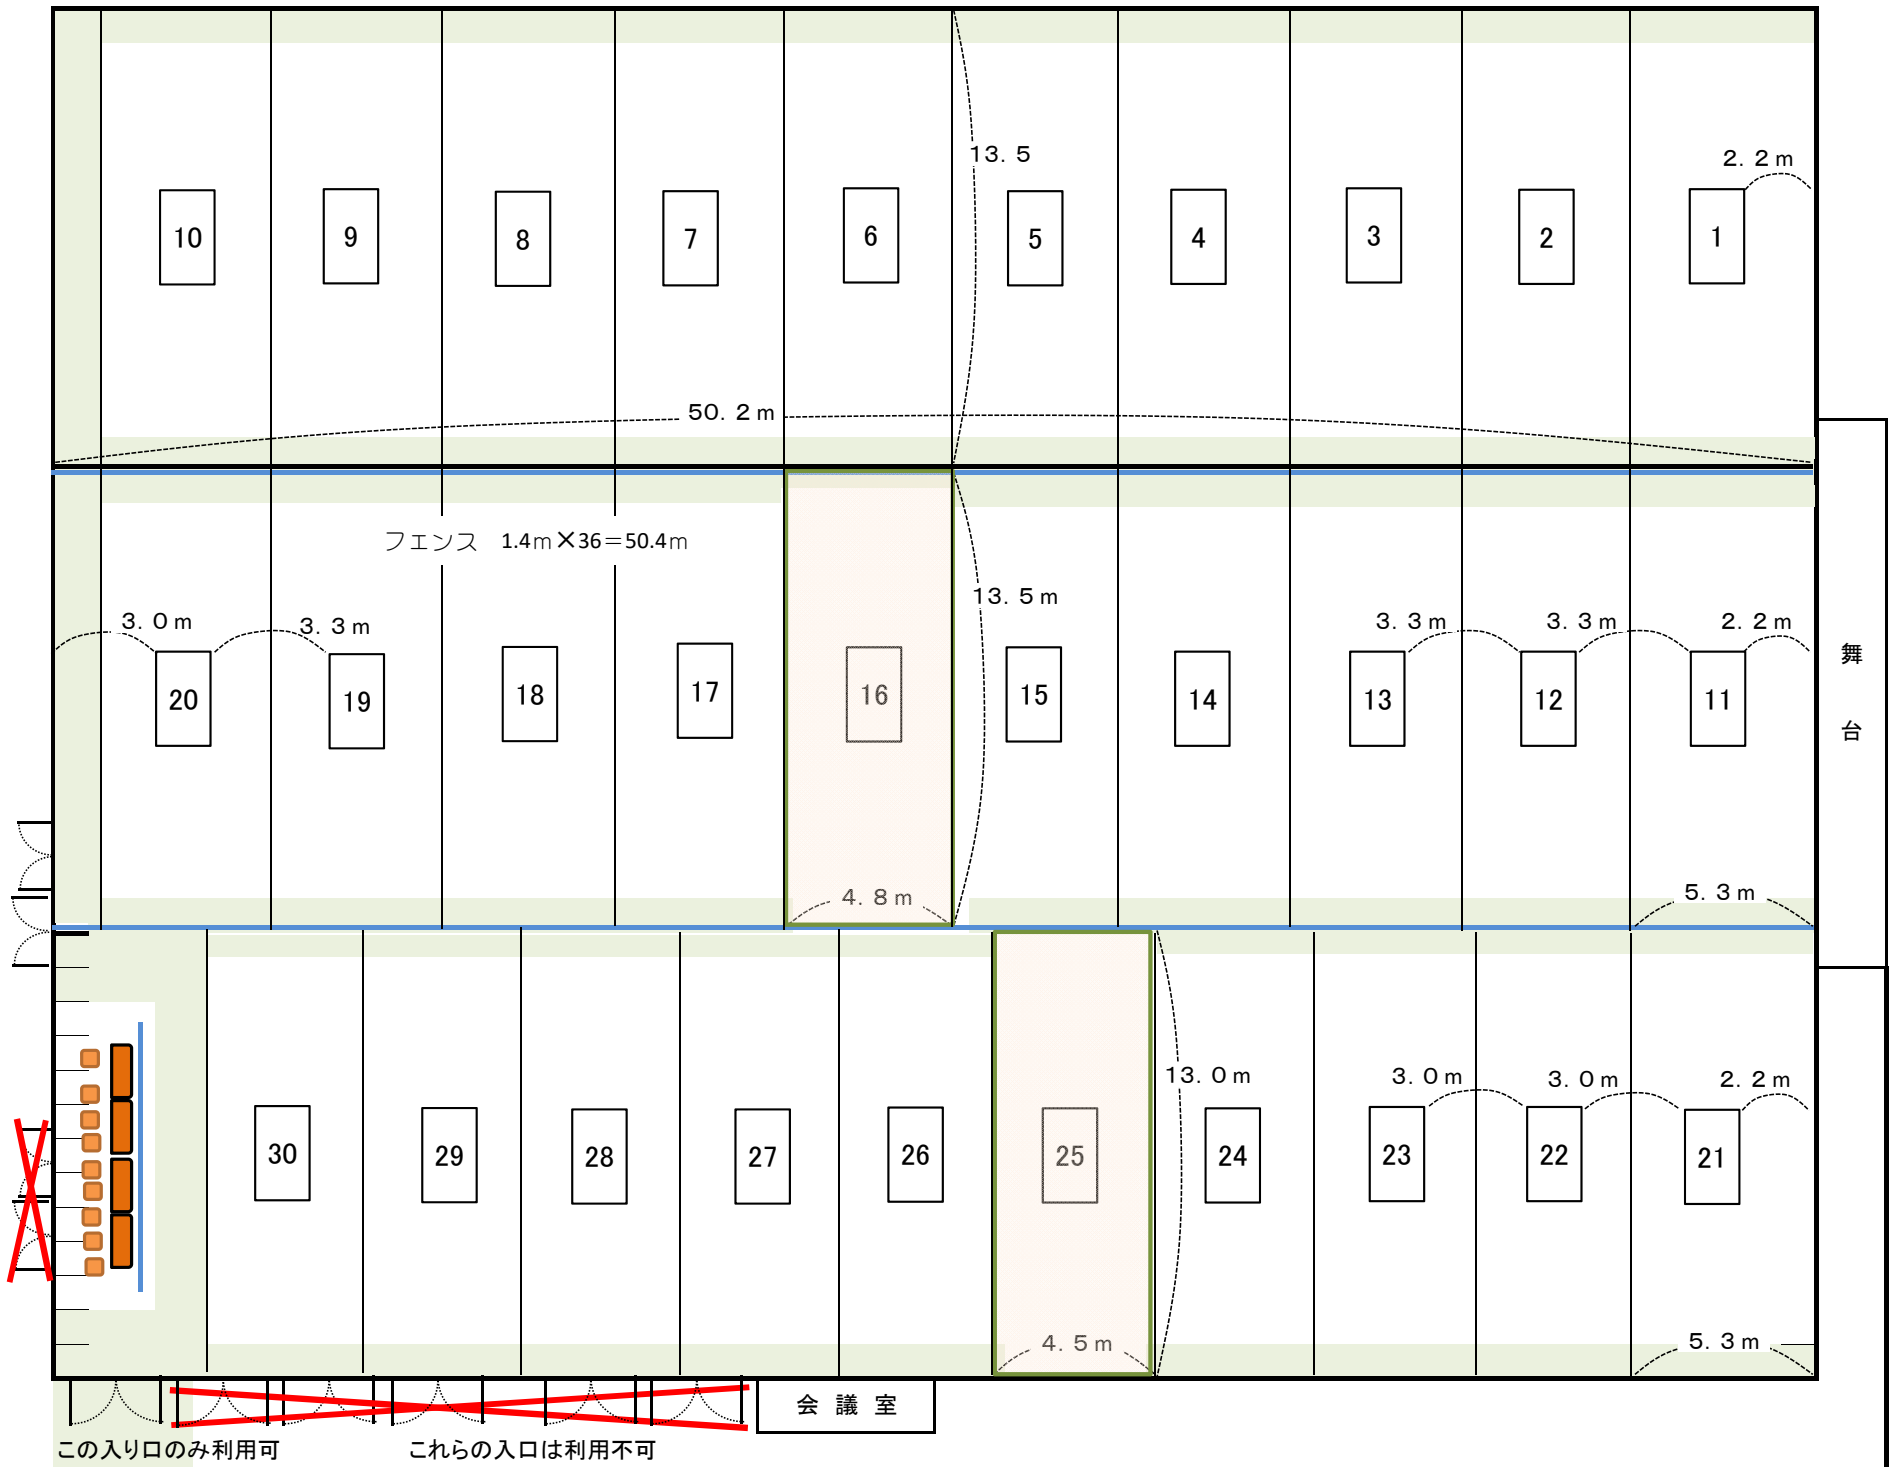 13. 5
2. 2ｍ
10
9
8
7
6
5
4
3
2
1
50. 2ｍ
フェンス　1.4ｍ×36＝50.4ｍ
13. 5ｍ
3. 0ｍ
3. 3ｍ
3. 3ｍ
3. 3ｍ
2. 2ｍ
舞
台
20
19
18
17
16
15
14
13
12
11
4. 8ｍ
5. 3ｍ
13. 0ｍ
3. 0ｍ
3. 0ｍ
2. 2ｍ
30
29
28
27
26
25
24
23
22
21
4. 5ｍ
5. 3ｍ
会 議 室
この入り口のみ利用可
これらの入口は利用不可